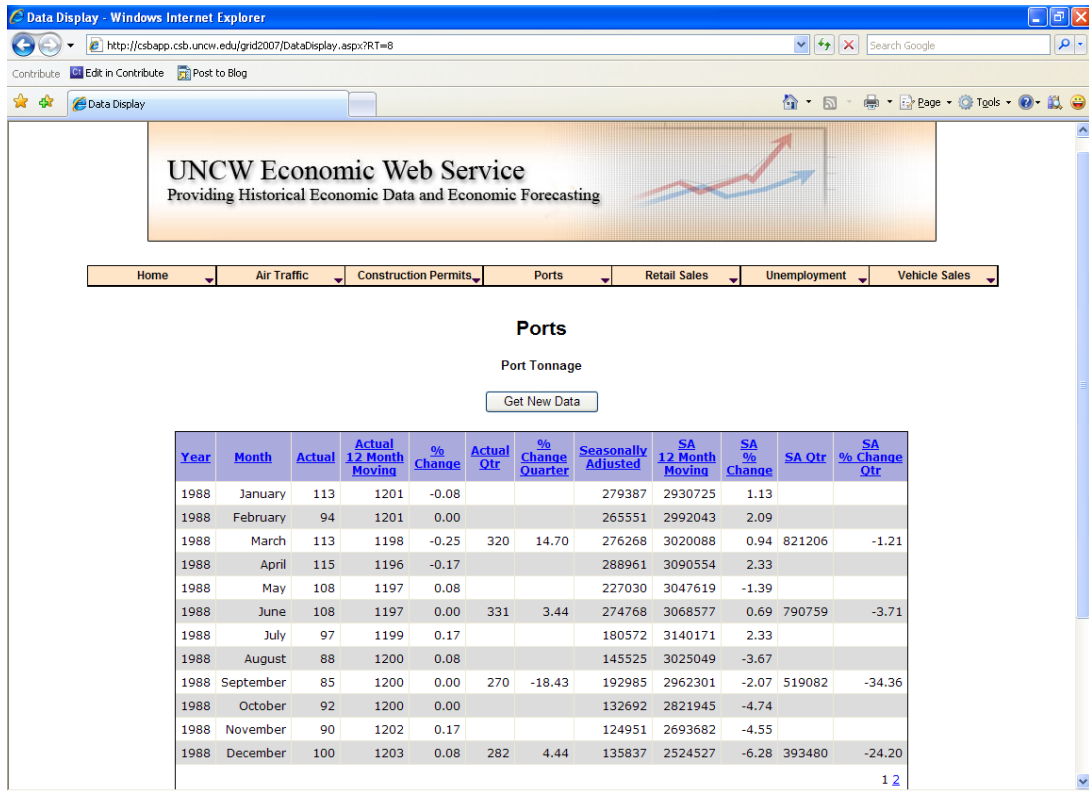 Data Display - Windows Internet Explorer
http://csbapp.csb.uncw.edu/grid2007/DataDisplay.aspx?RT=8
Search Google
Contribute Edit in Contribute Post to Blog
Data Display
Page Tools
UNCW Economic Web Service
Providing Historical Economic Data and Economic Forecasting
Home Air Traffic Construction Permits Ports Retail Sales Unemployment Vehicle Sales
Ports
Port Tonnage
Get New Data
Year Month Actual Actual 12 Month Moving % Change Actual Qtr % Change Quarter Seasonally Adjusted SA 12 Month Moving SA % Change SA Qtr SA % Change Qtr
1988 January 113 1201 -0.08 279387 2930725 1.13
1988 February 94 1201 0.00 265551 2992043 2.09
1988 March 113 1198 -0.25 320 14.70 276268 3020088 0.94 821206 -1.21
1988 April 115 1196 -0.17 288961 3090554 2.33
1988 May 108 1197 0.08 227030 3047619 -1.39
1988 June 108 1197 0.00 331 3.44 274768 3068577 0.69 790759 -3.71
1988 July 97 1199 0.17 180572 3140171 2.33
1988 August 88 1200 0.08 145525 3025049 -3.67
1988 September 85 1200 0.00 270 -18.43 192985 2962301 -2.07 519082 -34.36
1988 October 92 1200 0.00 132692 2821945 -4.74
1988 November 90 1202 0.17 124951 2693682 -4.55
1988 December 100 1203 0.08 282 4.44 135837 2524527 -6.28 393480 -24.20
1 2